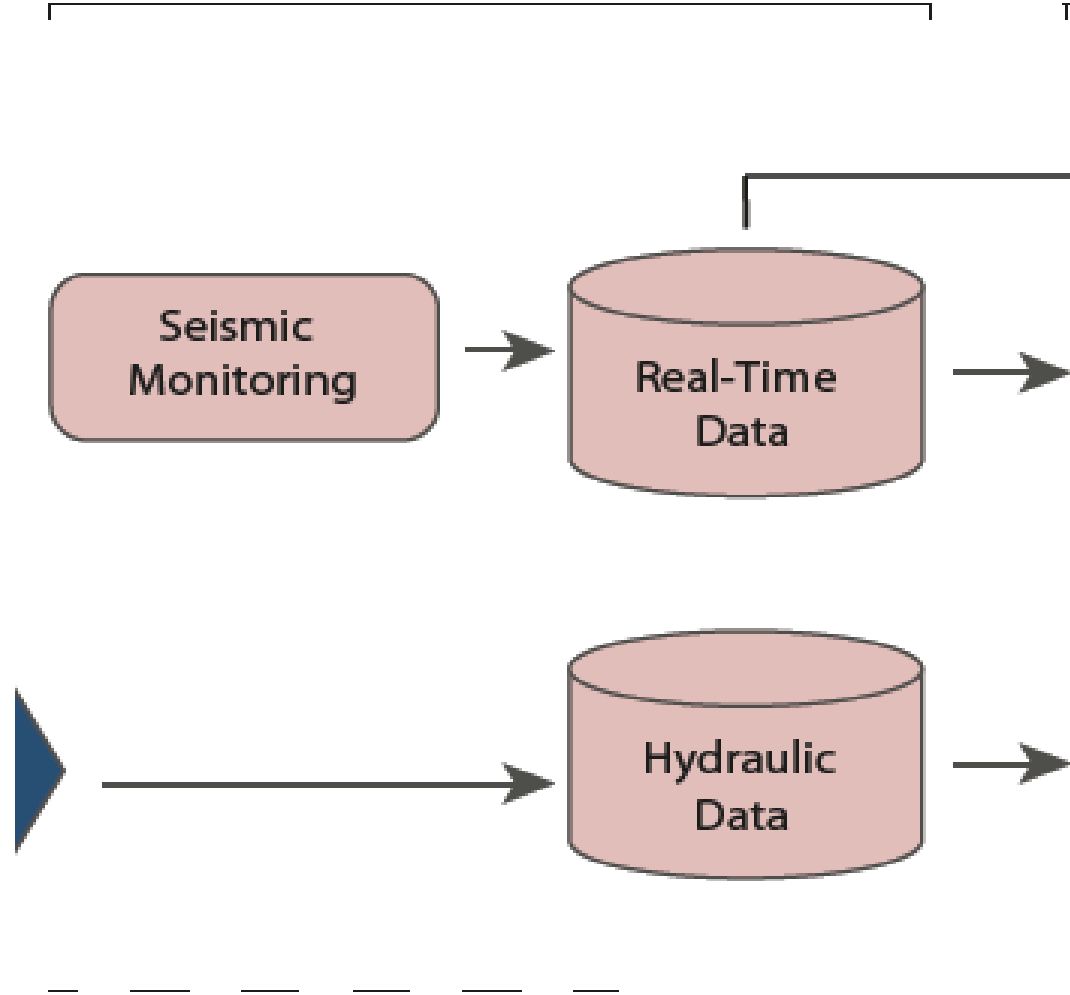 Seismic
Monitoring
Real-Time
Data
Hydraulic
Data